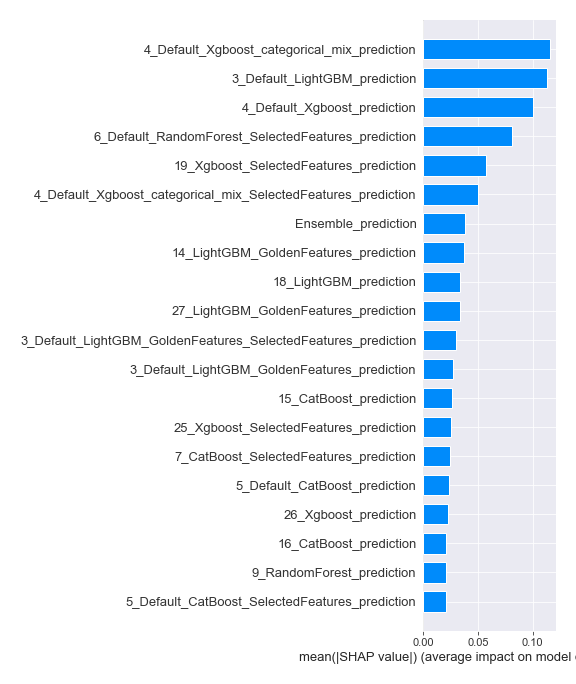 4_Default_Xgboost_categorical_mix_prediction
3_Default_LightGBM_prediction
4_Default_Xgboost_prediction
6_Default_RandomForest_SelectedFeatures_prediction
19_Xgboost_SelectedFeatures_prediction
4_Default_Xgboost_categorical_mix_SelectedFeatures_prediction
Ensemble_prediction
14_LightGBM_GoldenFeatures_prediction
18_LightGBM_prediction
27_LightGBM_GoldenFeatures_prediction
3_Default_LightGBM_GoldenFeatures_SelectedFeatures_prediction
3_Default_LightGBM_GoldenFeatures_prediction
15_CatBoost_prediction
25_Xgboost_SelectedFeatures_prediction
7_CatBoost_SelectedFeatures_prediction
5_Default_CatBoost_prediction
26_Xgboost_prediction
16_CatBoost_prediction
9_RandomForest_prediction
5_Default_CatBoost_SelectedFeatures_prediction
0.00 0.05 0.10
mean(|SHAP value|) (average impact on model